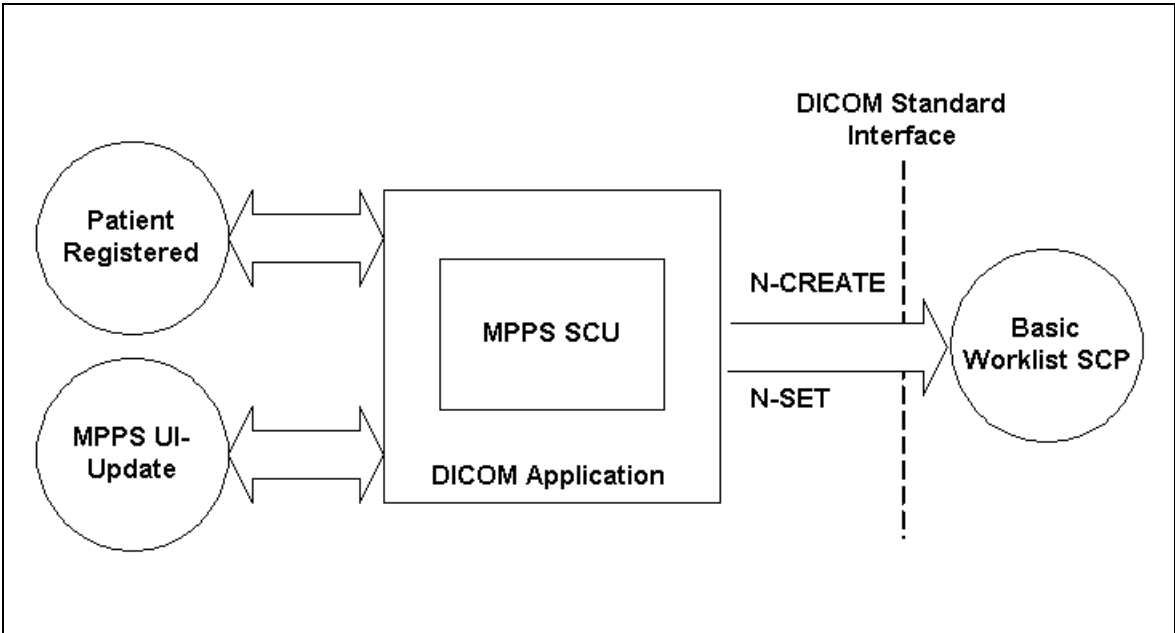 DICOM Standard
Interface
Patient
Registered
N-CREATE
MPPS SCU
Basic
Worklist SCP
N-SET
MPPS UI-
Update
DICOM Application